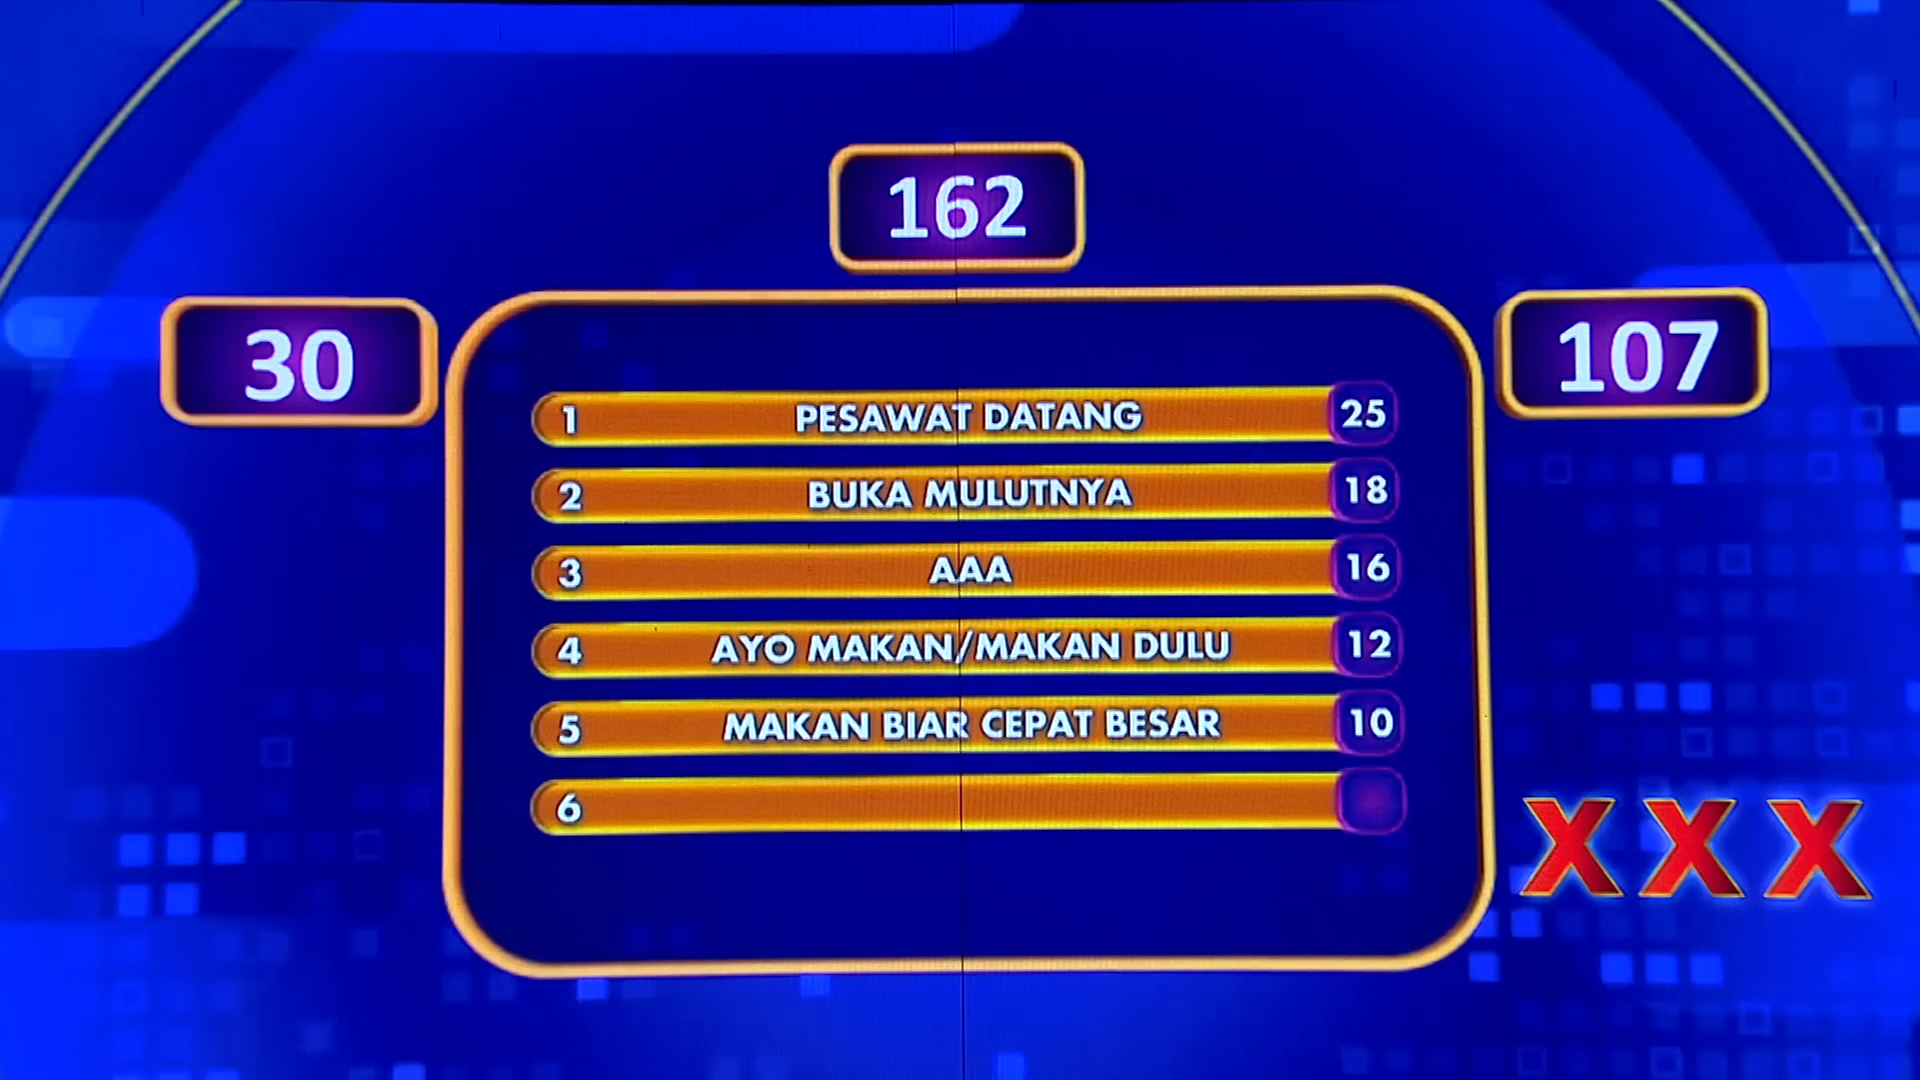 162
30
107
1 PESAWAT DATANG 25
2 BUKA MULUTNYA 18
3 AAA 16
4 AYO MAKAN/MAKAN DULU 12
5 MAKAN BIAR CEPAT BESAR 10
6
X X X